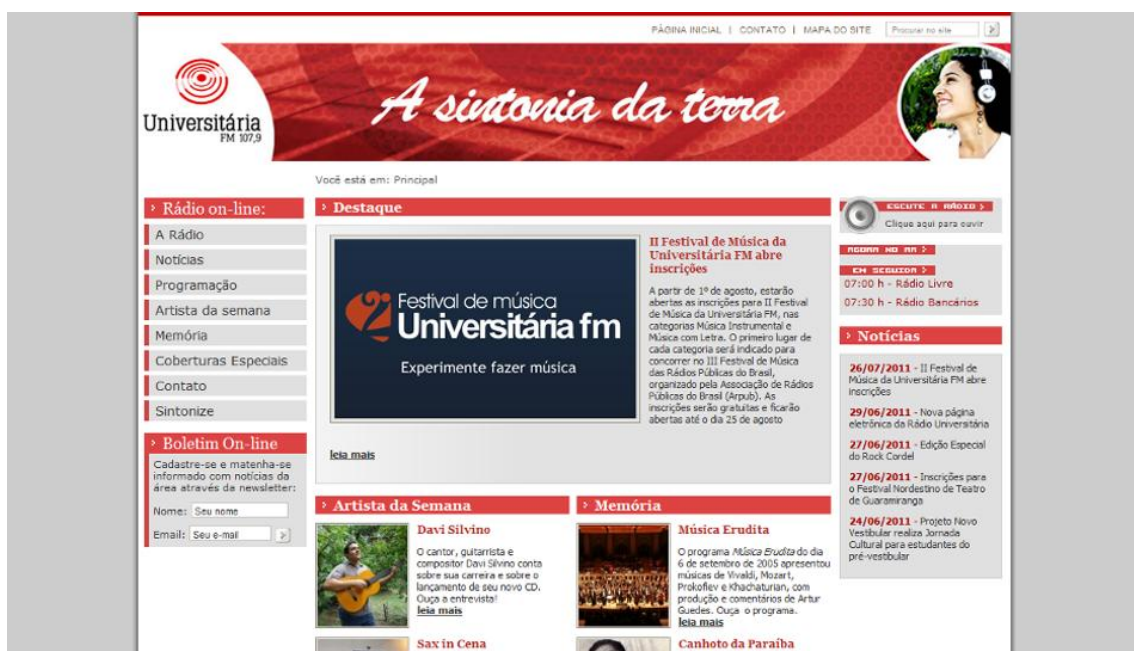 PÁGINA INICIAL | CONTATO | MAPA DO SITE
Procurar no site
Universitária
FM 107,9
A sintonia da terra
Você está em: Principal
› Rádio on-line:
A Rádio
Notícias
Programação
Artista da semana
Memória
Coberturas Especiais
Contato
Sintonize
› Boletim On-line
Cadastre-se e matenha-se
informado com notícias da
área através da newsletter:
Nome: Seu nome
Email: Seu e-mail
› Destaque
2
Festival de música
Universitária fm
Experimente fazer música
II Festival de Música da
Universitária FM abre
inscrições
A partir de 1º de agosto, estarão
abertas as inscrições para II Festival
de Música da Universitária FM, nas
categorias Música Instrumental e
Música com Letra. O primeiro lugar de
cada categoria será indicado para
concorrer no III Festival de Música
das Rádios Públicas do Brasil,
organizado pela Associação de Rádios
Públicas do Brasil (Arpub). As
inscrições serão gratuitas e ficarão
abertas até o dia 25 de agosto
leia mais
› Artista da Semana
Davi Silvino
O cantor, guitarrista e
compositor Davi Silvino conta
sobre sua carreira e sobre o
lançamento de seu novo CD.
Ouça a entrevista!
leia mais
Sax in Cena
› Memória
Música Erudita
O programa Música Erudita do dia
6 de setembro de 2005 apresentou
músicas de Vivaldi, Mozart,
Prokofiev e Khachaturian, com
produção e comentários de Artur
Guedes. Ouça o programa.
leia mais
Canhoto da Paraíba
ESCUTE A RÁDIO >
Clique aqui para ouvir
AGORA NO AR >
EM SEGUIDA >
07:00 h - Rádio Livre
07:30 h - Rádio Bancários
› Notícias
26/07/2011 - II Festival de
Música da Universitária FM abre
inscrições
29/06/2011 - Nova página
eletrônica da Rádio Universitária
27/06/2011 - Edição Especial
do Rock Cordel
27/06/2011 - Inscrições para
o Festival Nordestino de Teatro
de Guaramiranga
24/06/2011 - Projeto Novo
Vestibular realiza Jornada
Cultural para estudantes do
pré-vestibular